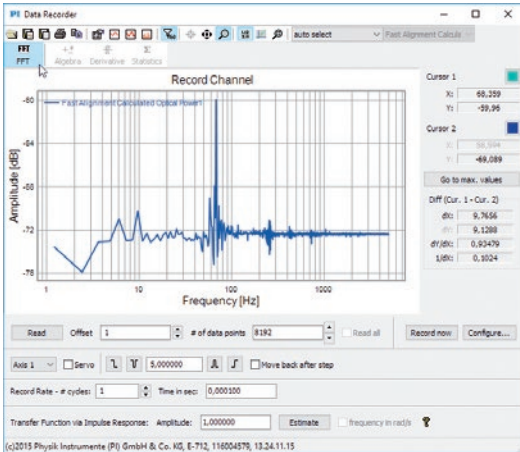 PI Data Recorder
auto select
Fast Alignment Calcula
FFT
FFT Algebra Derivative Statistics
Record Channel
Fast Alignment Calculated Optical Power1
Amplitude [dB]
-60
-64
-68
-72
-76
1 10 100 1000
Frequency [Hz]
Cursor 1
X: 68,359
Y: -59,96
Cursor 2
X: 58,594
Y: -69,089
Go to max. values
Diff (Cur. 1 - Cur. 2)
dX: 9,7656
dY: 9,1288
dY/dX: 0,93479
1/dX: 0,1024
Read Offset 1 # of data points 8192 Read all Record now Configure...
Axis 1 Servo 5,000000 Move back after step
Record Rate - # cycles: 1 Time in sec: 0,000100
Transfer Function via Impulse Response: Amplitude: 1,000000 Estimate frequency in rad/s ?
(c)2015 Physik Instrumente (PI) GmbH & Co. KG, E-712, 116004579, 13.24.11.15